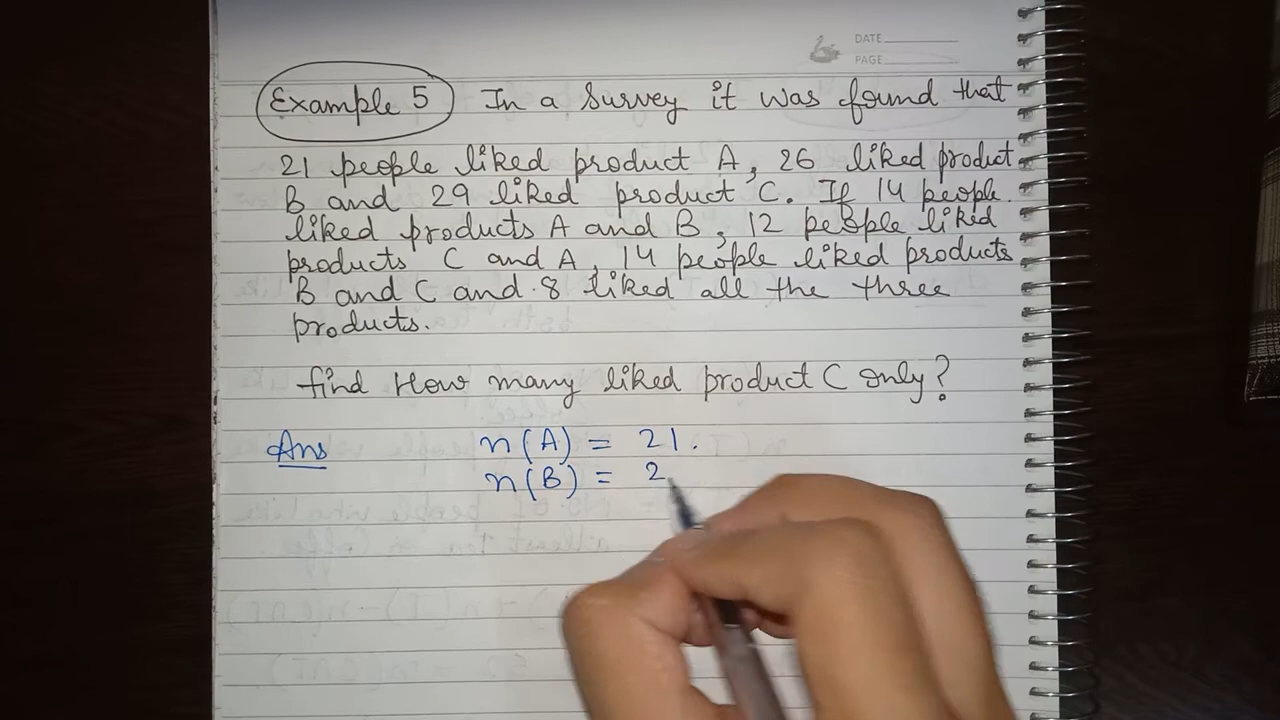 DATE
PAGE
Example 5 In a Survey it was found that
21 people liked product A, 26 liked product
B and 29 liked product C. If 14 people
liked products A and B, 12 people liked
products C and A, 14 people liked products
B and C and 8 liked all the three
products.
find How many liked product C only?
Ans n(A) = 21.
n(B) = 2